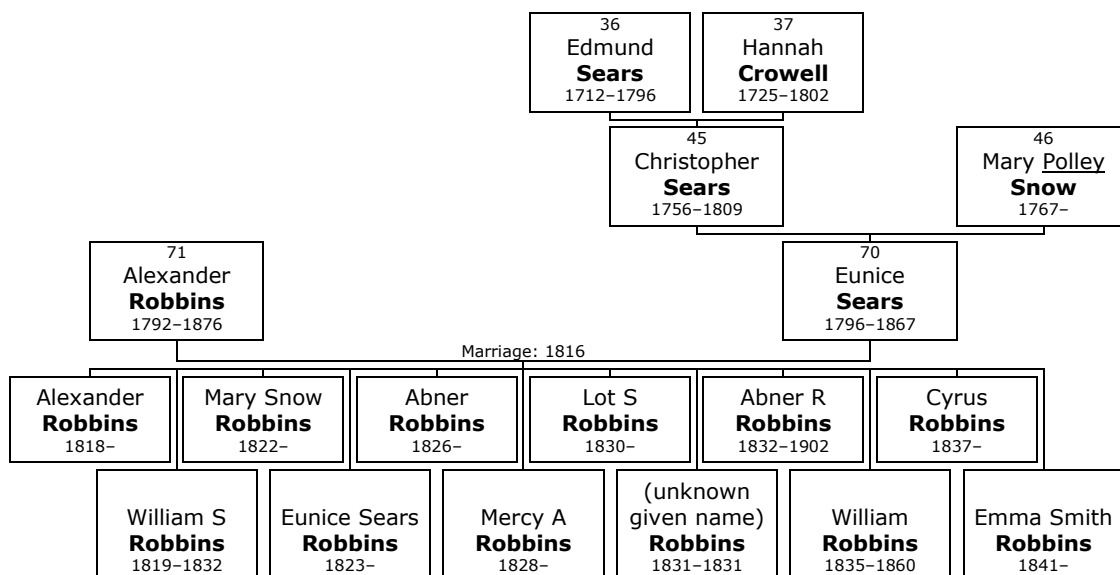 36
Edmund
Sears
1712–1796
37
Hannah
Crowell
1725–1802
45
Christopher
Sears
1756–1809
46
Mary Polley
Snow
1767–
71
Alexander
Robbins
1792–1876
70
Eunice
Sears
1796–1867
Marriage: 1816
Alexander
Robbins
1818–
Mary Snow
Robbins
1822–
Abner
Robbins
1826–
Lot S
Robbins
1830–
Abner R
Robbins
1832–1902
Cyrus
Robbins
1837–
William S
Robbins
1819–1832
Eunice Sears
Robbins
1823–
Mercy A
Robbins
1828–
(unknown
given name)
Robbins
1831–1831
William
Robbins
1835–1860
Emma Smith
Robbins
1841–